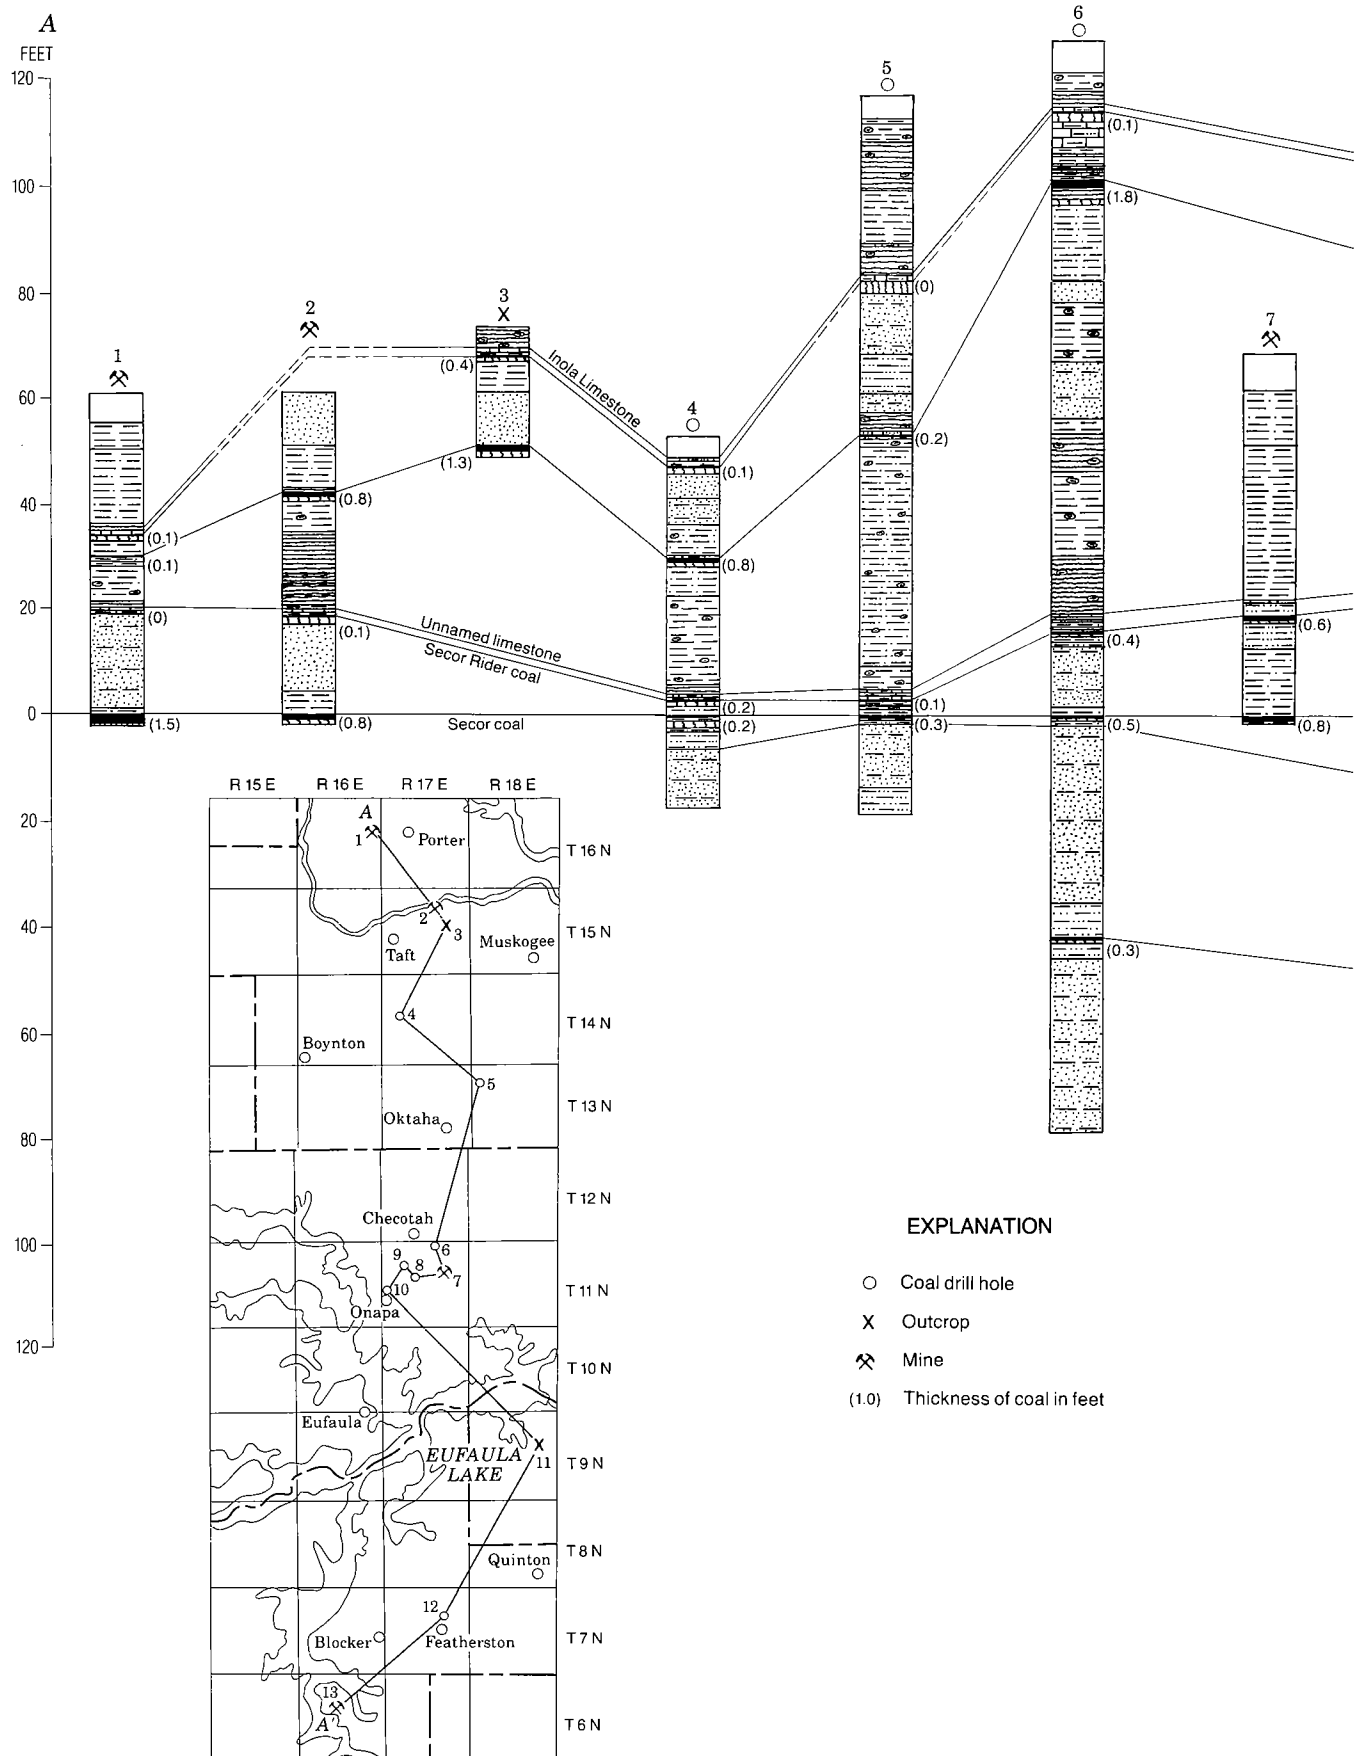 A
FEET
120
100
80
60
40
20
0
20
40
60
80
100
120
1
(0.1)
(0.1)
(0)
(1.5)
2
(0.8)
(0.1)
(0.8)
3
(0.4)
(1.3)
Inola Limestone
Unnamed limestone
Secor Rider coal
Secor coal
4
(0.1)
(0.8)
(0.2)
(0.2)
5
(0)
(0.2)
(0.1)
(0.3)
6
(0.1)
(1.8)
(0.4)
(0.5)
(0.3)
7
(0.6)
(0.8)
R 15 E R 16 E R 17 E R 18 E
A
1
Porter
T 16 N
2
3
Taft
Muskogee
T 15 N
4
T 14 N
Boynton
5
Oktaha
T 13 N
T 12 N
Checotah
6
9
8
7
10
T 11 N
Onapa
T 10 N
Eufaula
EUFAULA
LAKE
11
T 9 N
T 8 N
Quinton
12
Blocker
Featherston
T 7 N
13
A'
T 6 N
EXPLANATION
Coal drill hole
X Outcrop
Mine
(1.0) Thickness of coal in feet